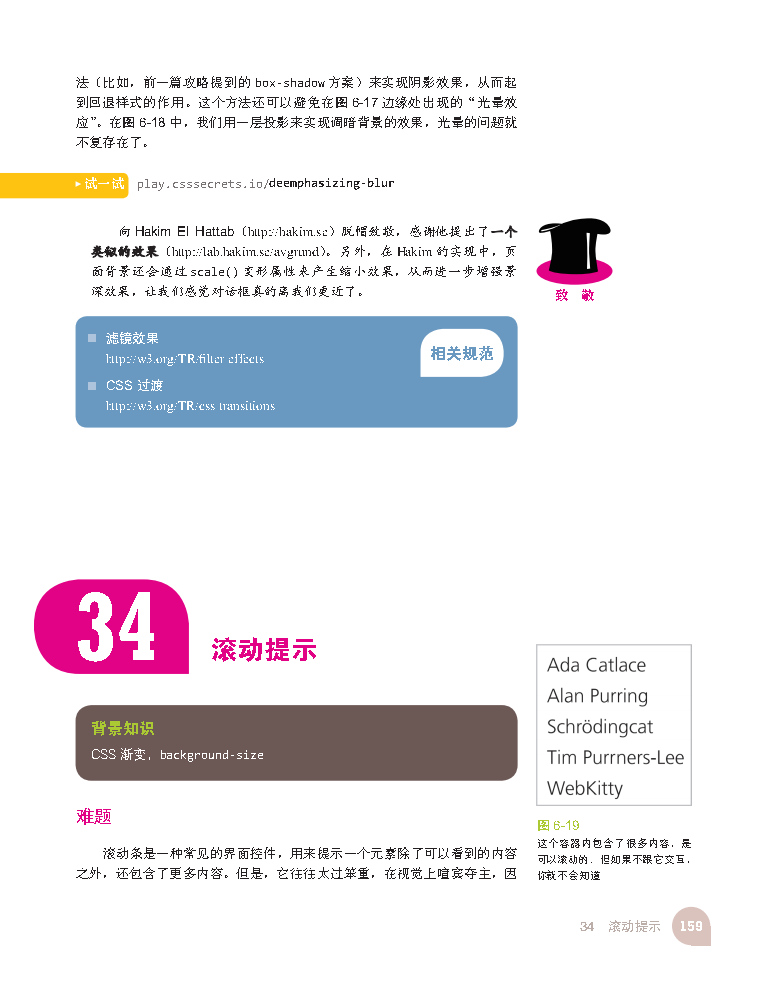 法（比如，前一篇攻略提到的 box-shadow 方案）来实现阴影效果，从而起
到回退样式的作用。这个方法还可以避免在图 6-17 边缘处出现的“光晕效
应”。在图 6-18 中，我们用一层投影来实现调暗背景的效果，光晕的问题就
不复存在了。
▶试一试 play.csssecrets.io/deemphasizing-blur
向 Hakim El Hattab（http://hakim.se）脱帽致敬，感谢他提出了一个
类似的效果（http://lab.hakim.se/avgrund）。另外，在 Hakim 的实现中，页
面背景还会通过 scale() 变形属性来产生缩小效果，从而进一步增强景
深效果，让我们感觉对话框真的离我们更近了。
致 敬
相关规范
滤镜效果
http://w3.org/TR/filter effects
CSS 过渡
http://w3.org/TR/css transitions
34 滚动提示
背景知识
CSS 渐变，background-size
难题
滚动条是一种常见的界面控件，用来提示一个元素除了可以看到的内容
之外，还包含了更多内容。但是，它往往太过笨重，在视觉上喧宾夺主，因
Ada Catlace
Alan Purring
Schrödingcat
Tim Purrners-Lee
WebKitty
图 6-19
这个容器内包含了很多内容，是
可以滚动的，但如果不跟它交互，
你就不会知道
34 滚动提示 159